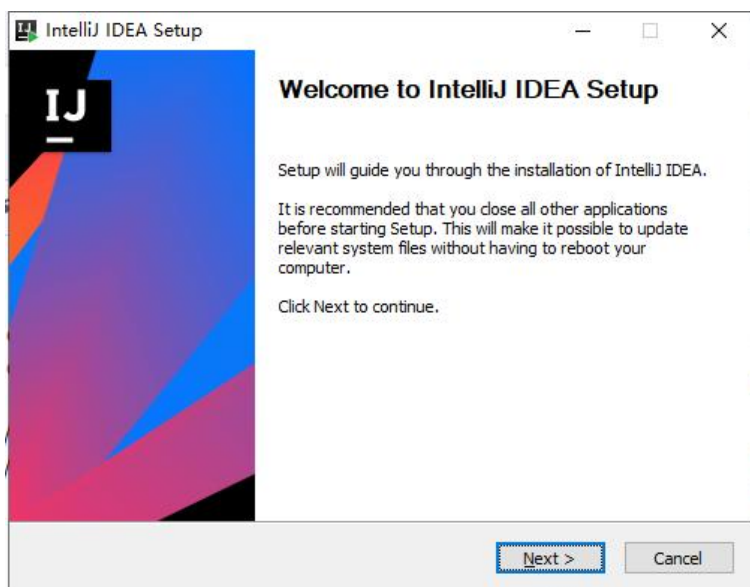 IntelliJ IDEA Setup
IJ
Welcome to IntelliJ IDEA Setup
Setup will guide you through the installation of IntelliJ IDEA.
It is recommended that you close all other applications
before starting Setup. This will make it possible to update
relevant system files without having to reboot your
computer.
Click Next to continue.
Next >
Cancel